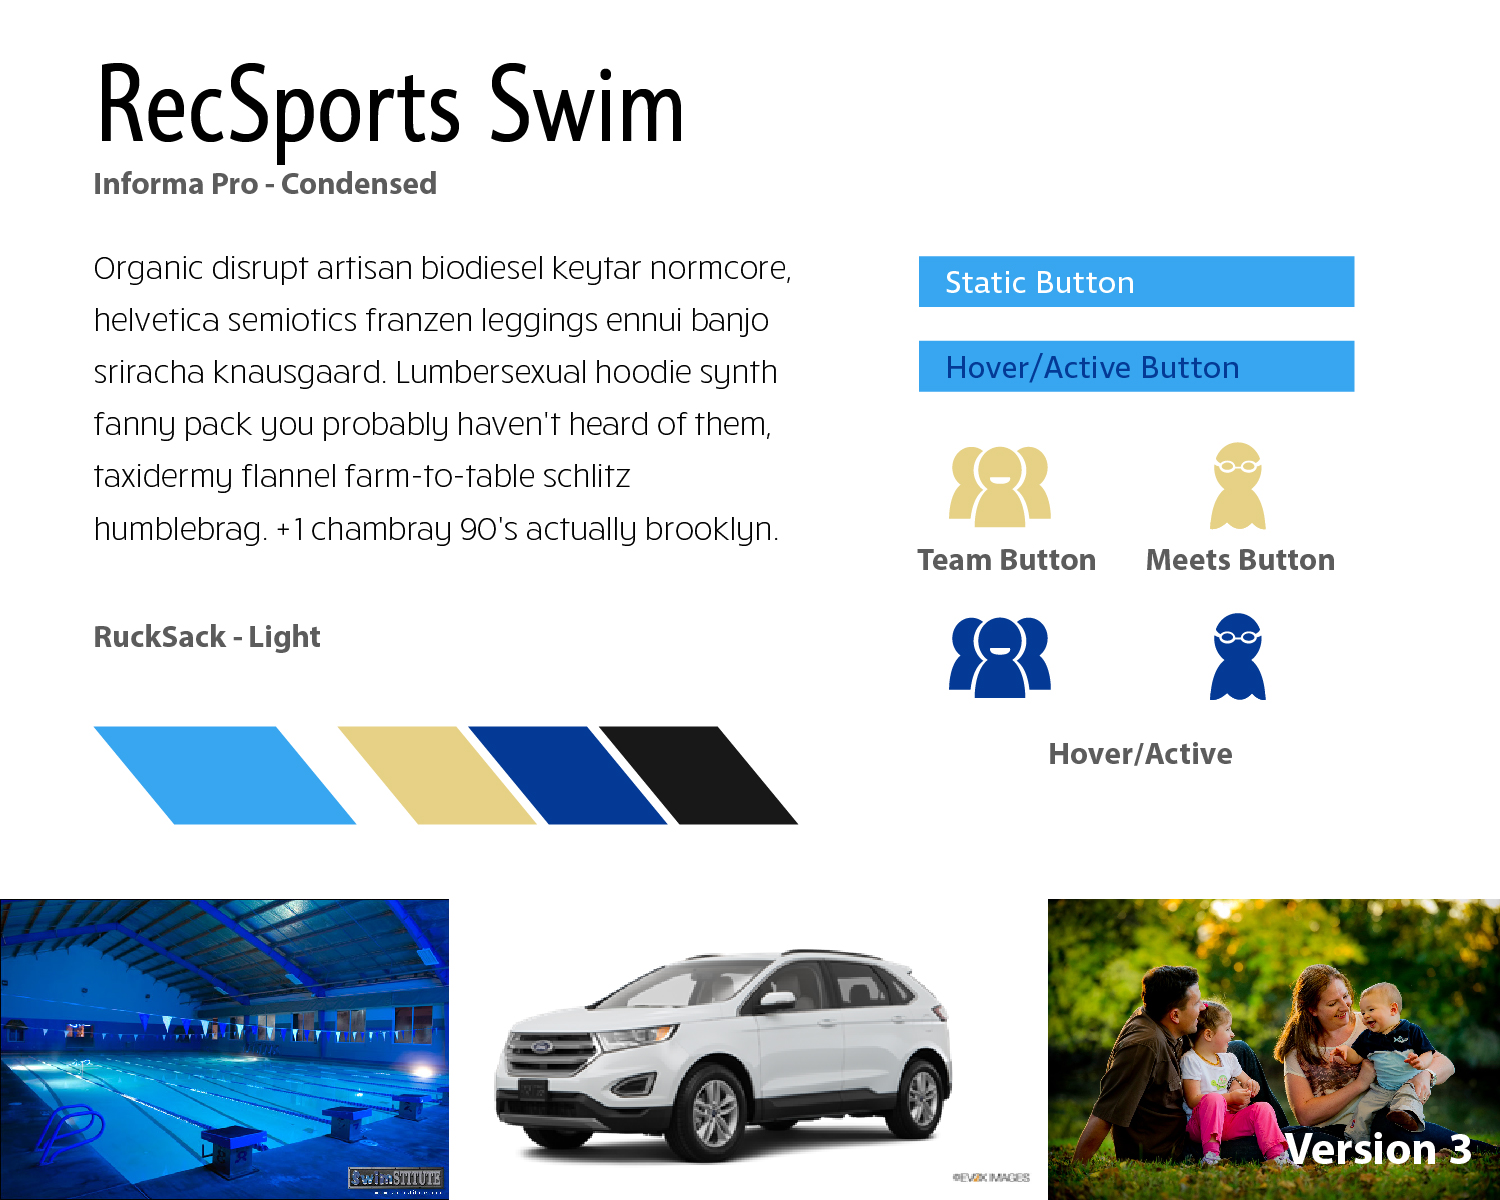 RecSports Swim
Informa Pro - Condensed
Organic disrupt artisan biodiesel keytar normcore,
helvetica semiotics franzen leggings ennui banjo
sriracha knausgaard. Lumbersexual hoodie synth
fanny pack you probably haven't heard of them,
taxidermy flannel farm-to-table schlitz
humblebrag. +1 chambray 90's actually brooklyn.
RuckSack - Light
Static Button
Hover/Active Button
Team Button
Meets Button
Hover/Active
SwimSTITUTE
©EVOX IMAGES
Version 3